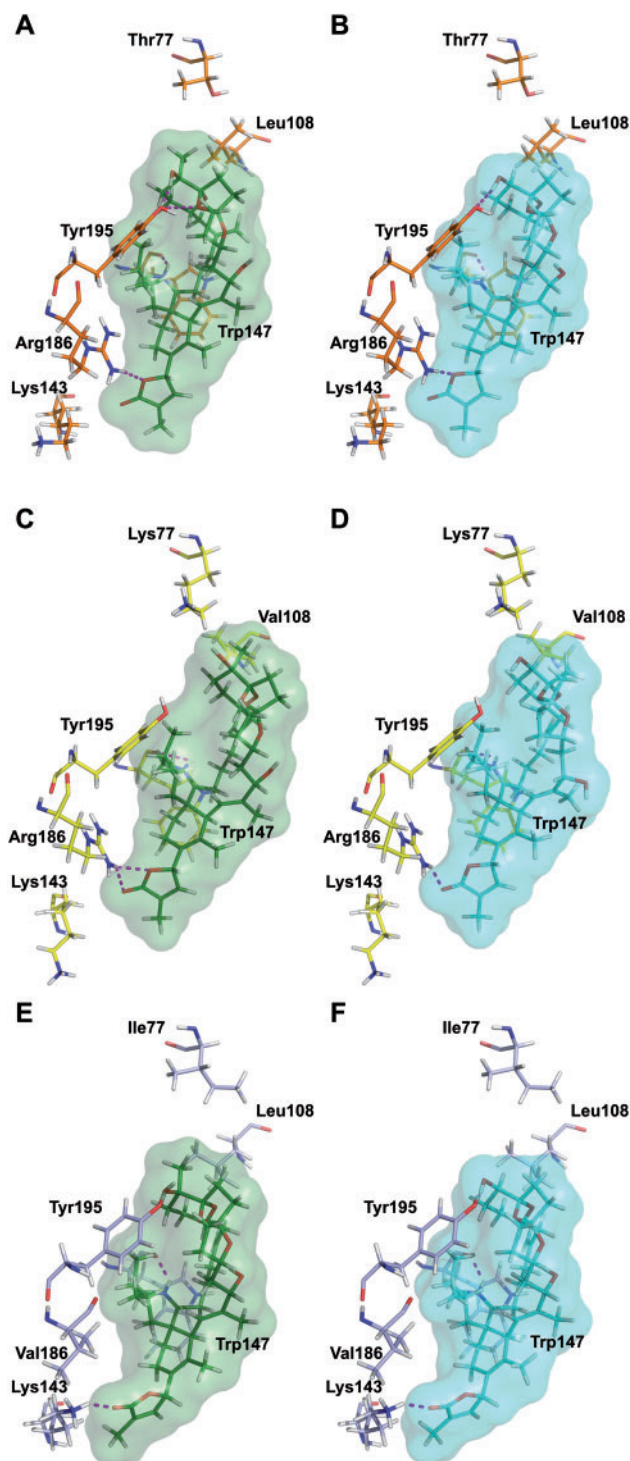 A B
Thr77 Thr77
Leu108 Leu108
Tyr195 Tyr195
Arg186 Trp147 Arg186 Trp147
Lys143 Lys143
C D
Lys77 Lys77
Val108 Val108
Tyr195 Tyr195
Arg186 Trp147 Arg186 Trp147
Lys143 Lys143
E F
Ile77 Ile77
Leu108 Leu108
Tyr195 Tyr195
Val186 Trp147 Val186 Trp147
Lys143 Lys143